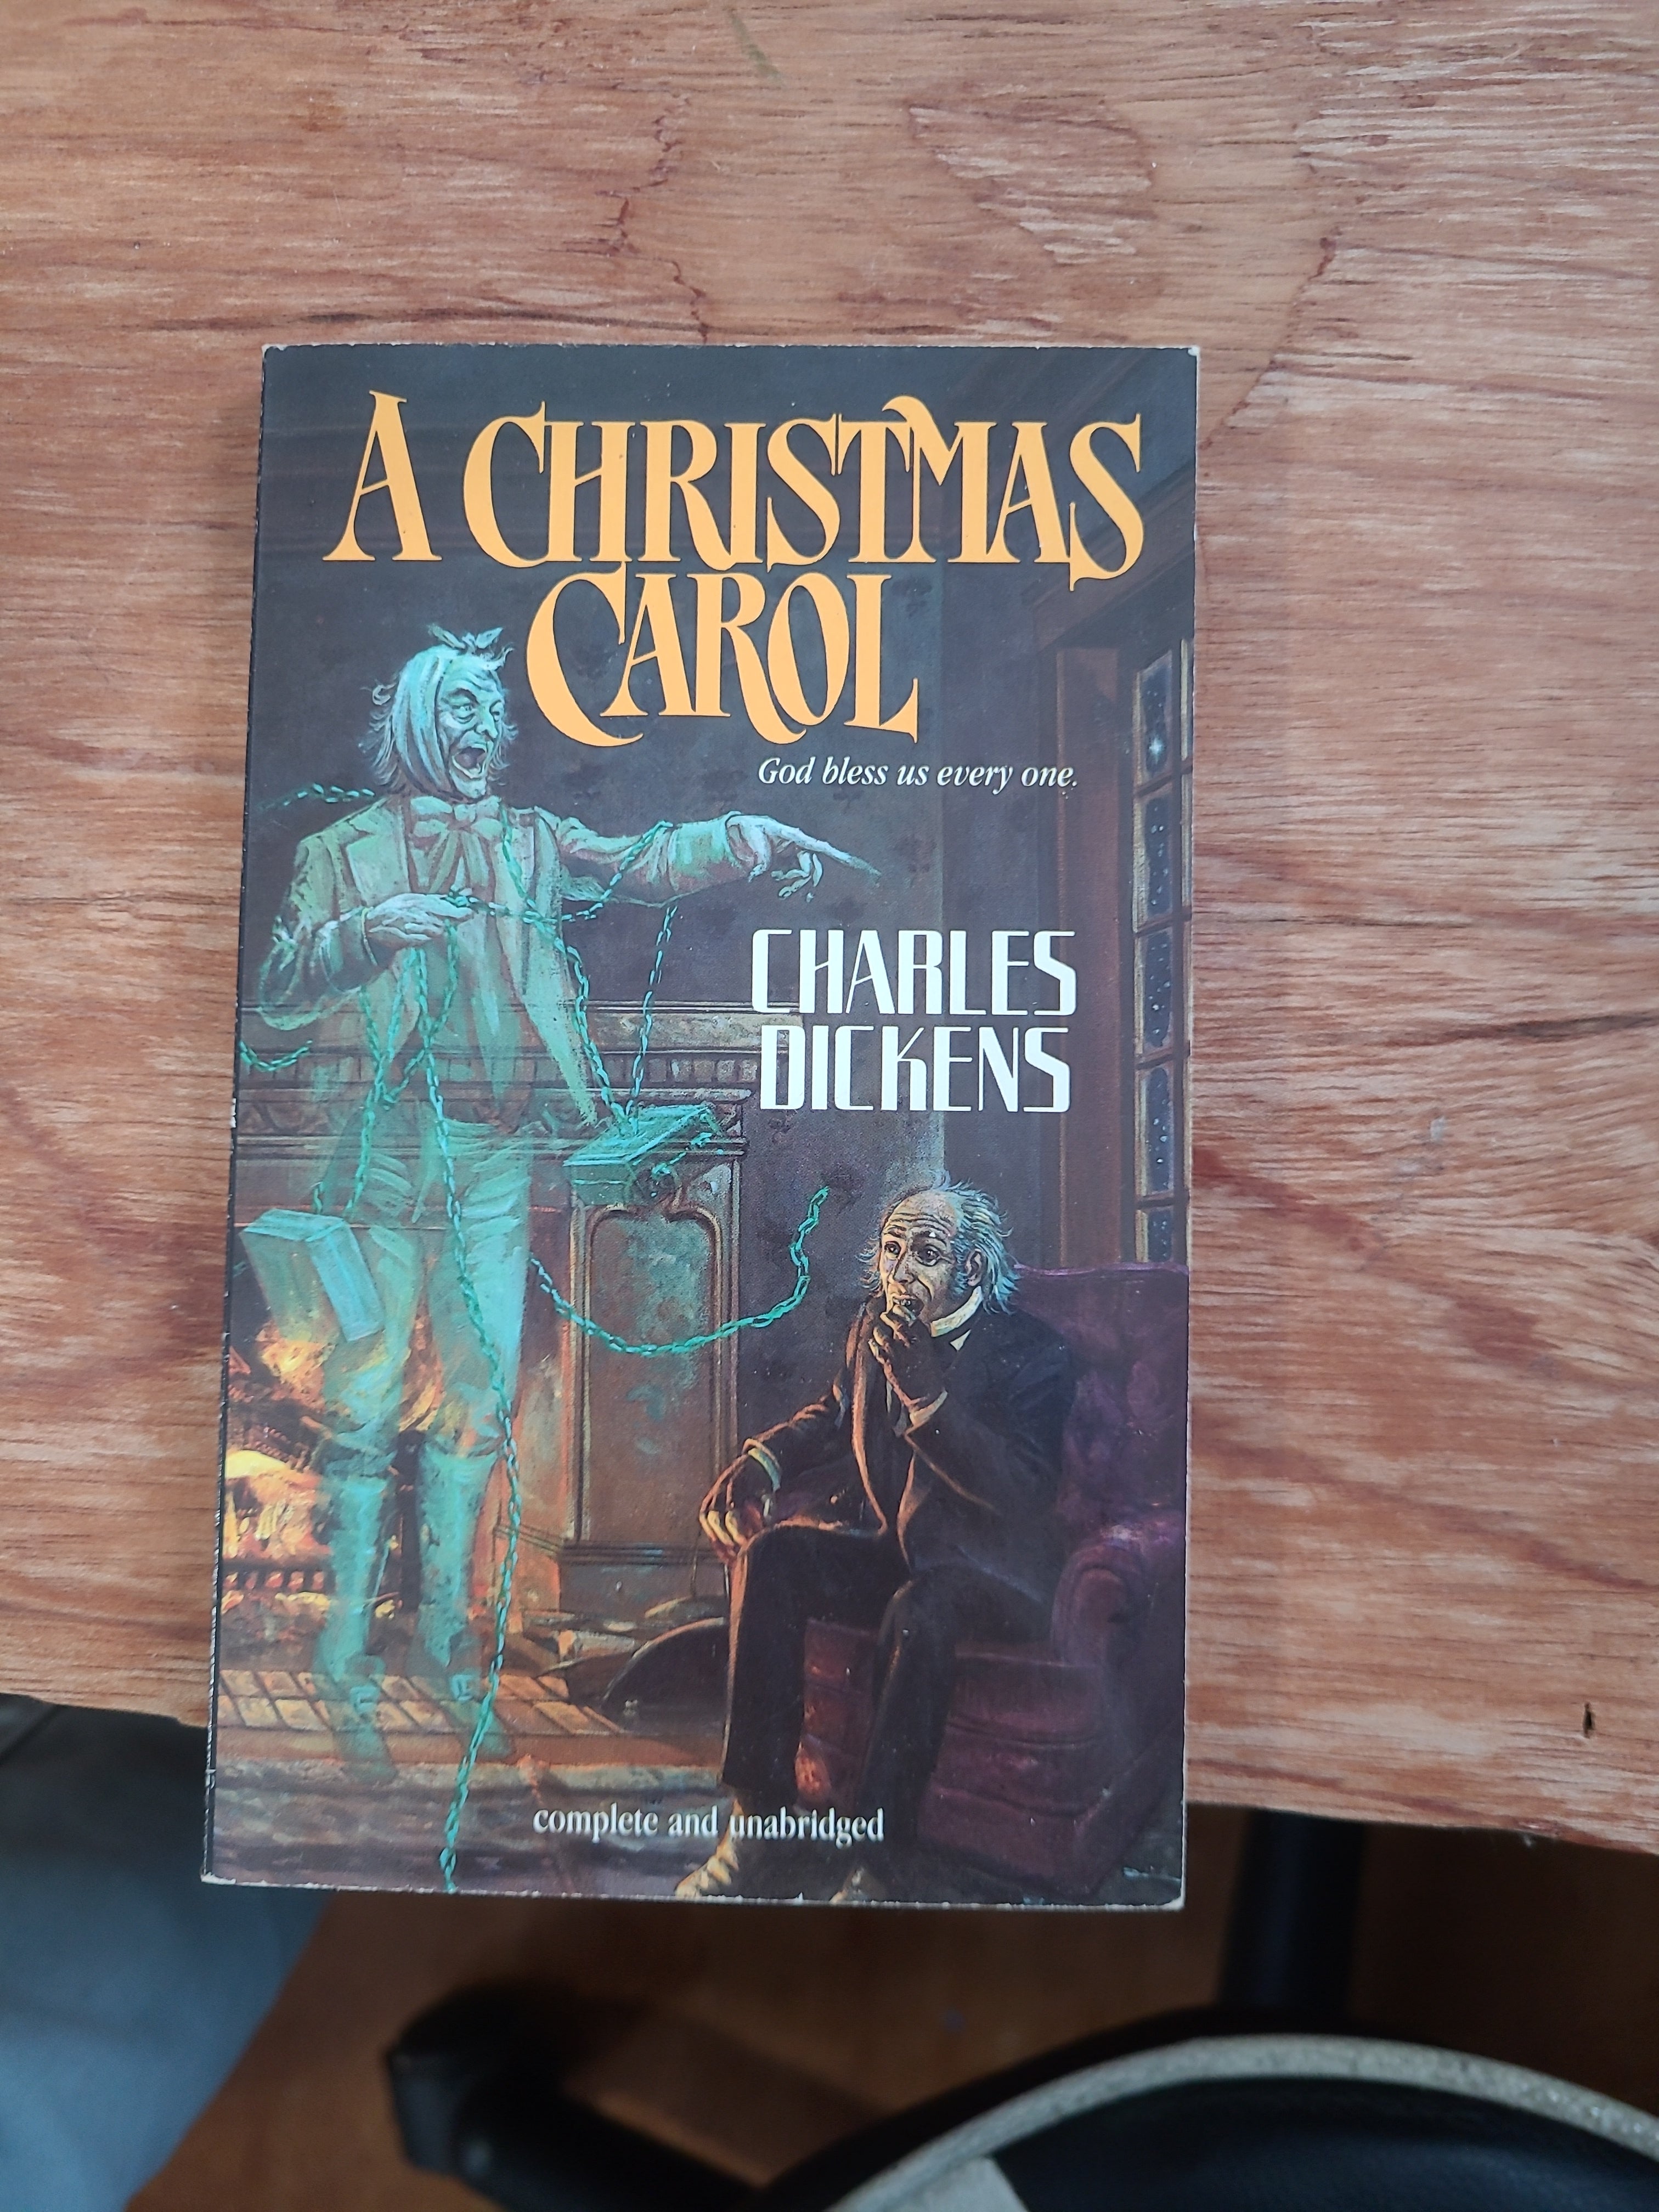 A CHRISTMAS
CAROL
God bless us every one.
CHARLES
DICKENS
complete and unabridged